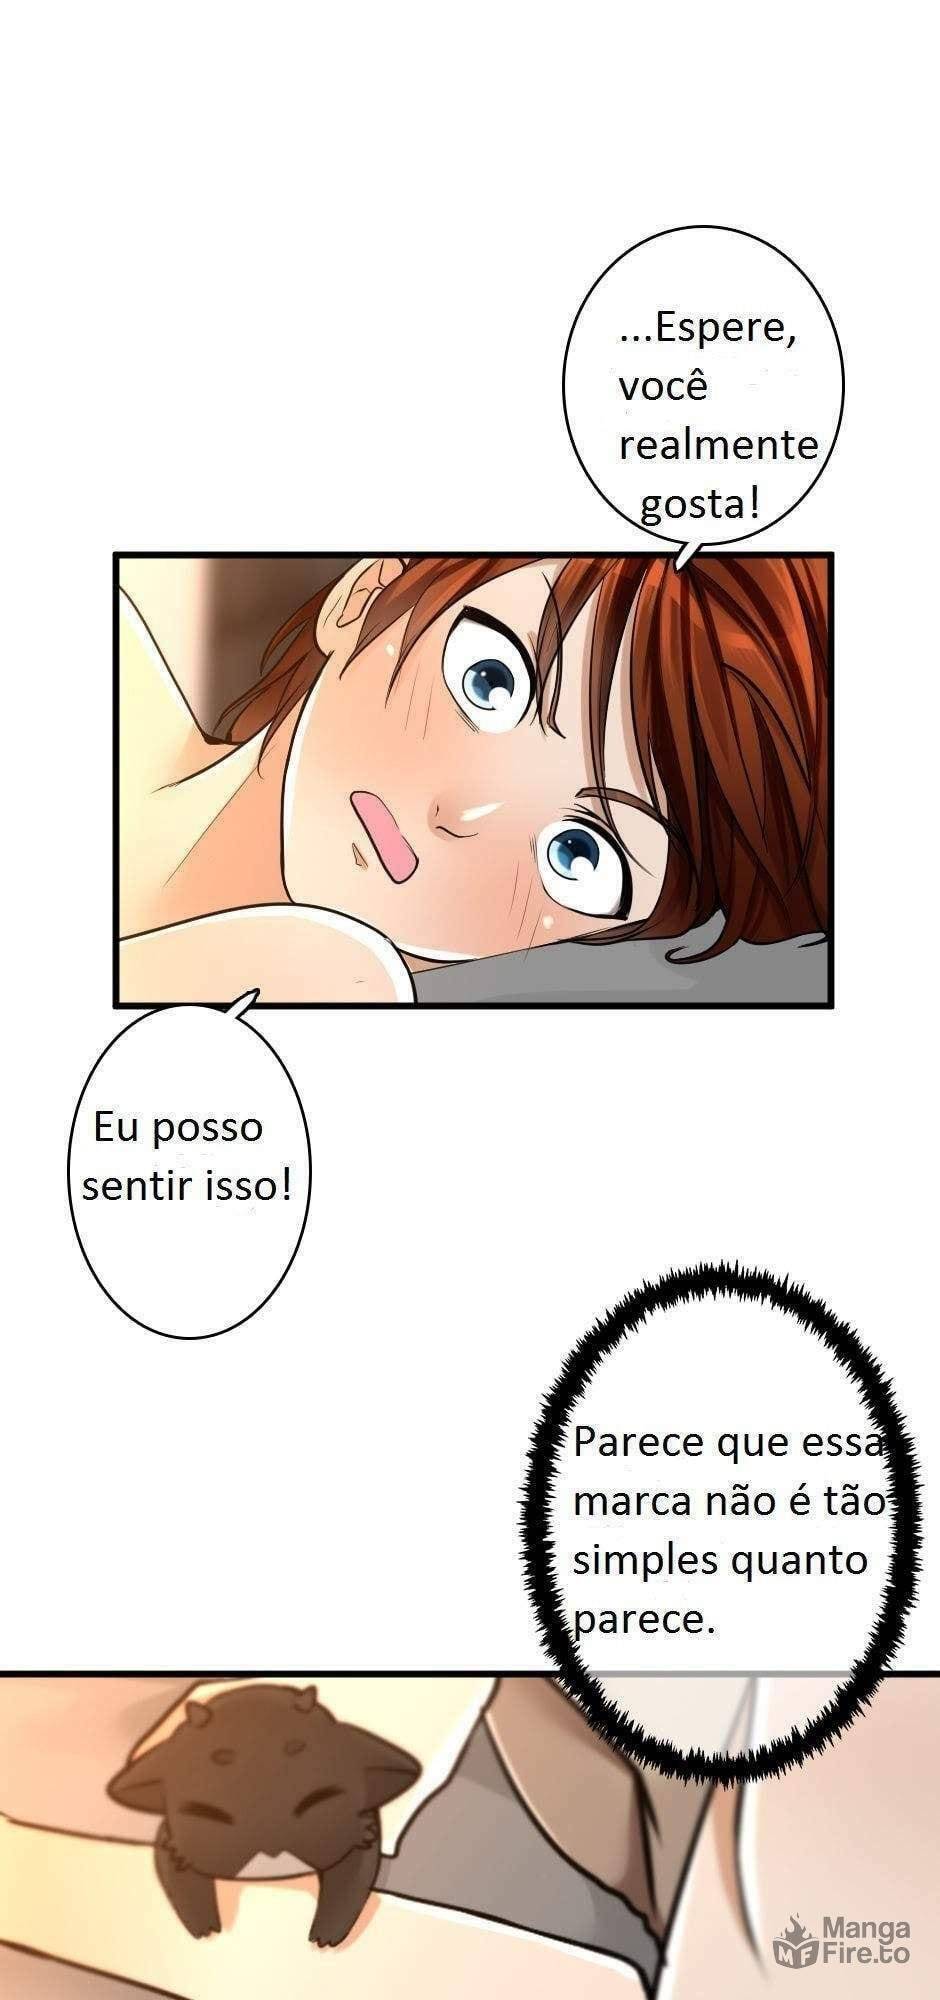 ...Espere,
você
realmente
gosta!
Eu posso
sentir isso!
Parece que essa
marca não é tão
simples quanto
parece.
Manga
MF Fire.to